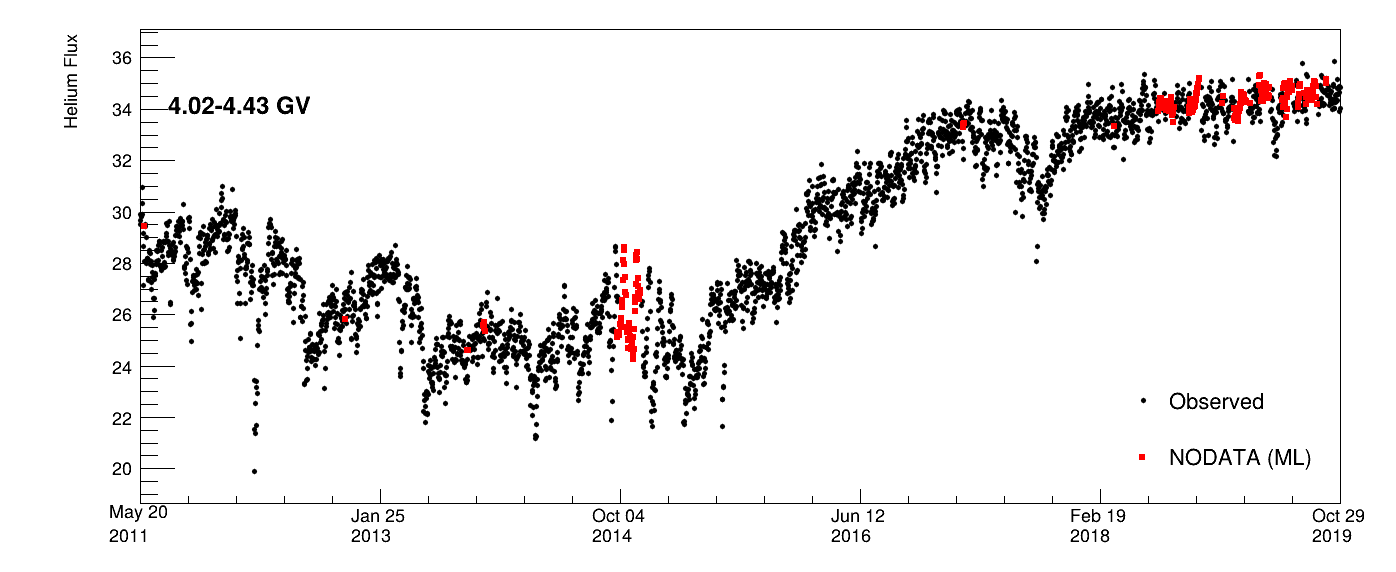 Helium Flux
36
34
32
30
28
26
24
22
20
4.02-4.43 GV
Observed
NODATA (ML)
May 20
2011
Jan 25
2013
Oct 04
2014
Jun 12
2016
Feb 19
2018
Oct 29
2019